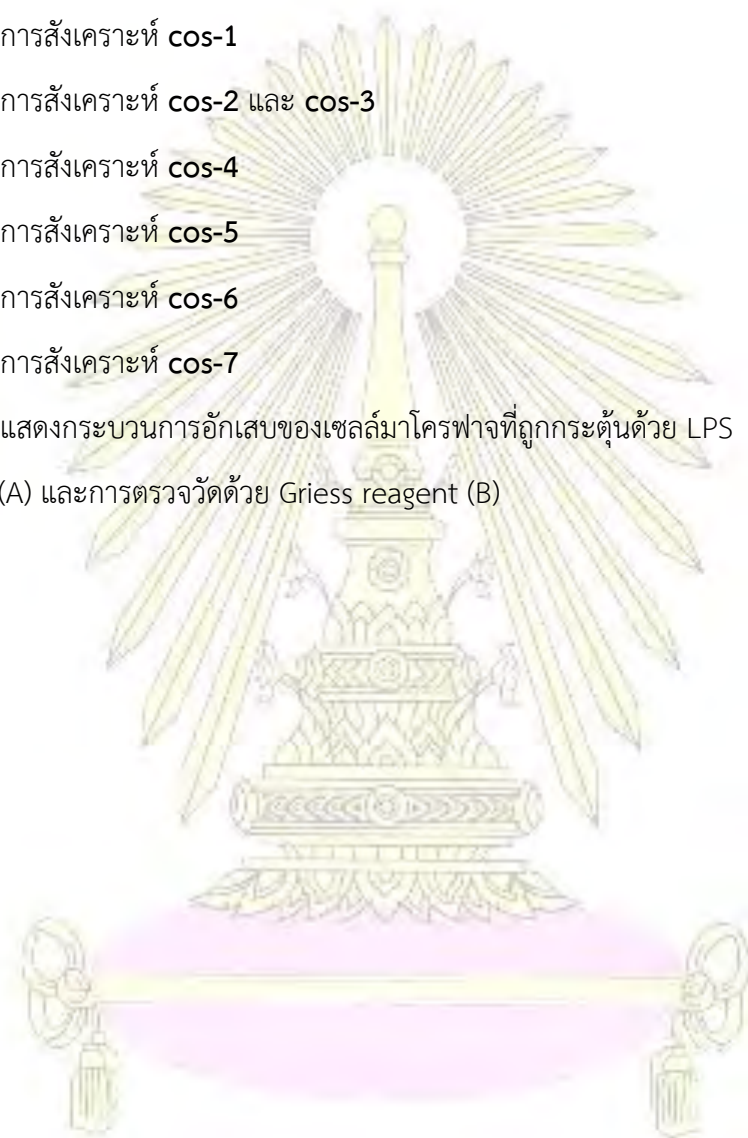 การสังเคราะห์ cos-1
การสังเคราะห์ cos-2 และ cos-3
การสังเคราะห์ cos-4
การสังเคราะห์ cos-5
การสังเคราะห์ cos-6
การสังเคราะห์ cos-7
แสดงกระบวนการอักเสบของเซลล์มาโครฟาจที่ถูกกระตุ้นด้วย LPS
(A) และการตรวจวัดด้วย Griess reagent (B)